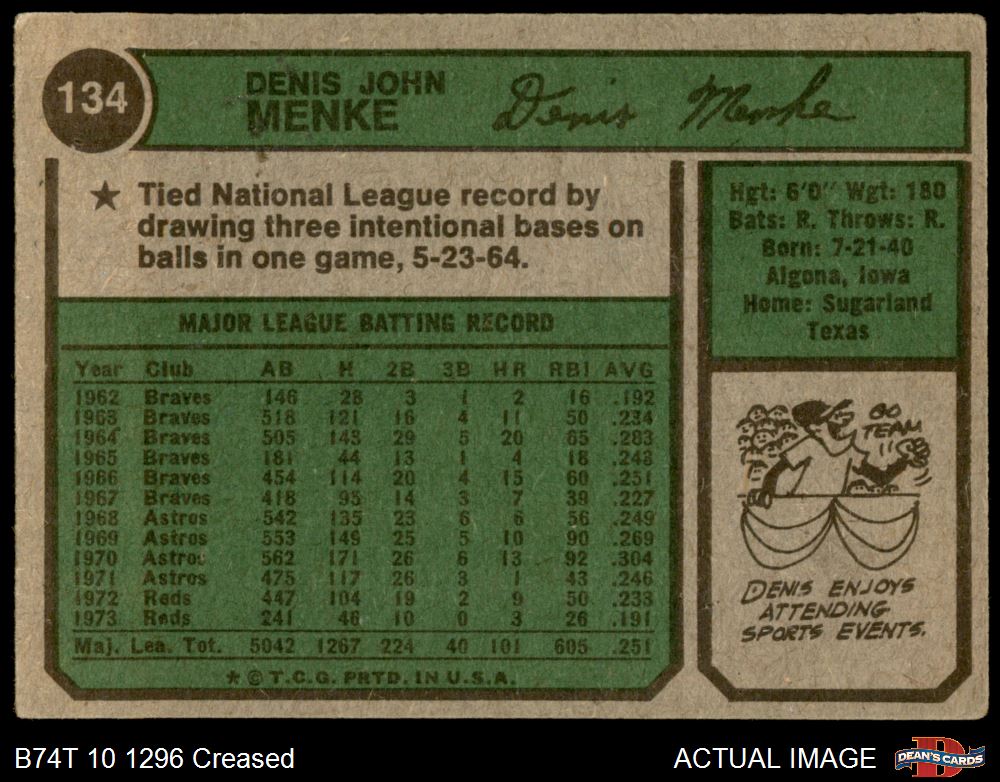 134
DENIS JOHN
MENKE
Denis Menke
★ Tied National League record by
drawing three intentional bases on
balls in one game, 5-23-64.
Hgt: 6'0" Wgt: 180
Bats: R. Throws: R.
Born: 7-21-40
Algona, Iowa
Home: Sugarland
Texas
MAJOR LEAGUE BATTING RECORD
Year Club AB H 2B 3B HR RBI AVG
1962 Braves 146 28 3 1 2 16 .192
1963 Braves 518 121 16 4 11 50 .234
1964 Braves 505 143 29 5 20 65 .283
1965 Braves 181 44 13 1 4 18 .243
1966 Braves 454 114 20 4 15 60 .251
1967 Braves 418 95 14 3 7 39 .227
1968 Astros 542 135 23 6 6 56 .249
1969 Astros 553 149 25 5 10 90 .269
1970 Astros 562 171 26 6 13 92 .304
1971 Astros 475 117 26 3 1 43 .246
1972 Reds 447 104 19 2 9 50 .233
1973 Reds 241 46 10 0 3 26 .191
Maj. Lea. Tot. 5042 1267 224 40 101 605 .251
★ © T.C.G. PRTD. IN U.S.A.
GO
TEAM
DENIS ENJOYS
ATTENDING
SPORTS EVENTS.
B74T 10 1296 Creased
ACTUAL IMAGE
D
DEAN'S CARDS